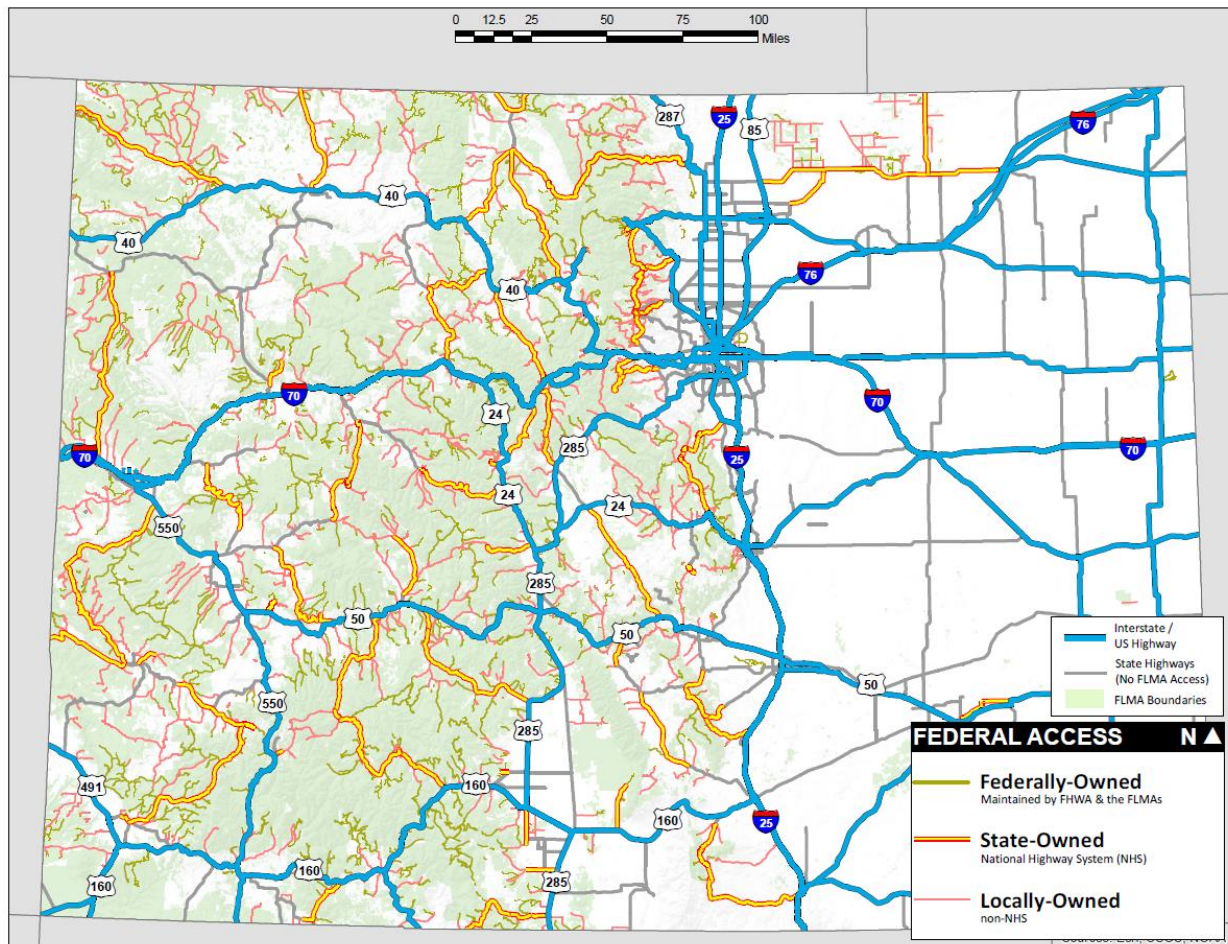 0 12.5 25 50 75 100
Miles
287
25
85
76
40
40
76
40
70
24
285
70
25
70
70
24
24
550
285
50
50
50
550
285
160
491
160
25
160
285
160
Interstate /
US Highway
State Highways
(No FLMA Access)
FLMA Boundaries
FEDERAL ACCESS N
Federally-Owned
Maintained by FHWA & the FLMAs
State-Owned
National Highway System (NHS)
Locally-Owned
non-NHS